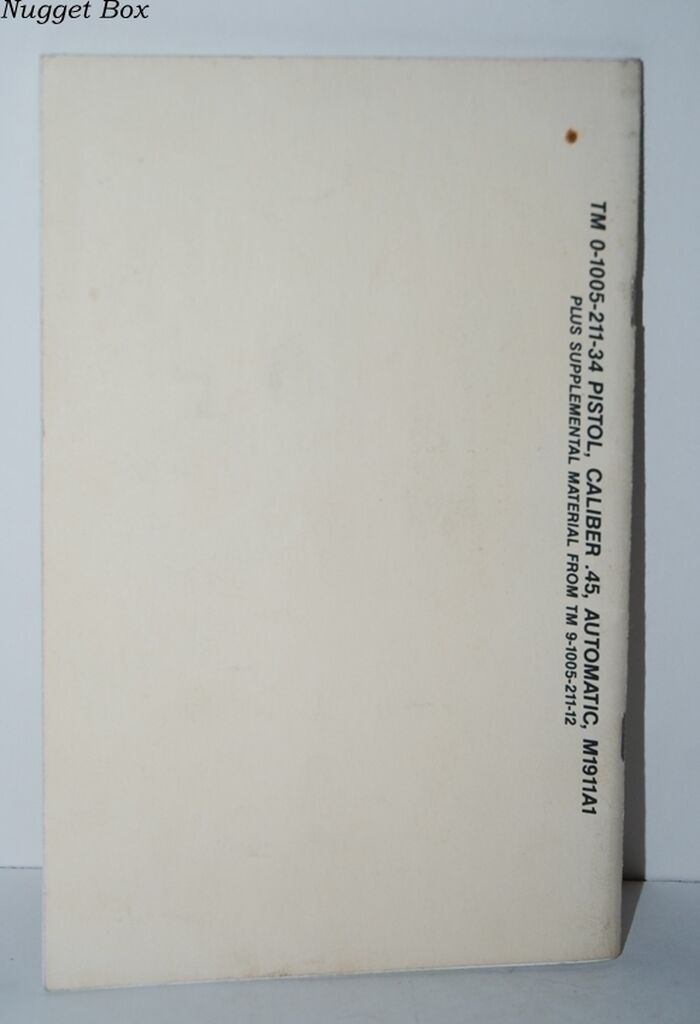 Nugget Box
TM 0-1005-211-34 PISTOL, CALIBER .45, AUTOMATIC, M1911A1
PLUS SUPPLEMENTAL MATERIAL FROM TM 9-1005-211-12